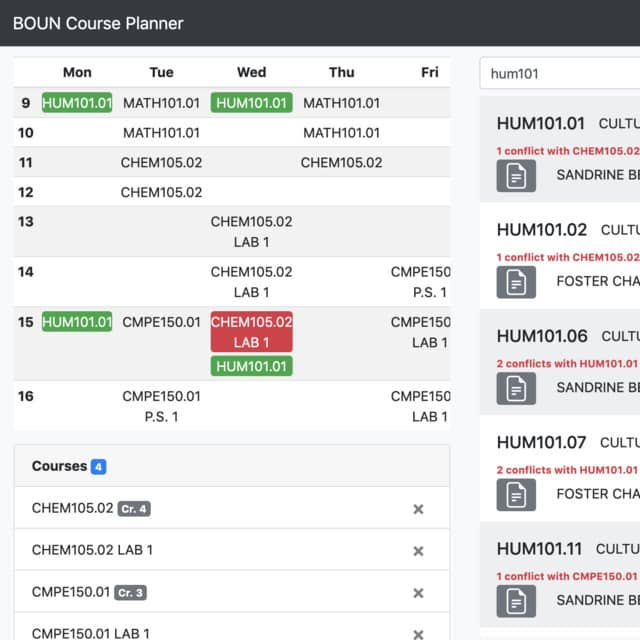 BOUN Course Planner
Mon Tue Wed Thu Fri
9 HUM101.01 MATH101.01 HUM101.01 MATH101.01
10 MATH101.01 MATH101.01
11 CHEM105.02 CHEM105.02
12 CHEM105.02
13 CHEM105.02
LAB 1
14 CHEM105.02 CMPE150
LAB 1 P.S. 1
15 HUM101.01 CMPE150.01 CHEM105.02 CMPE150
LAB 1 LAB 1
HUM101.01
16 CMPE150.01 CMPE150
P.S. 1 LAB 1
Courses 4
CHEM105.02 Cr. 4
CHEM105.02 LAB 1
CMPE150.01 Cr. 3
CMPE150.01 LAB 1
hum101
HUM101.01 CULTU
1 conflict with CHEM105.02
SANDRINE BE
HUM101.02 CULTU
1 conflict with CHEM105.02
FOSTER CHA
HUM101.06 CULTU
2 conflicts with HUM101.01
SANDRINE BE
HUM101.07 CULTU
2 conflicts with HUM101.01
FOSTER CHA
HUM101.11 CULTU
1 conflict with CMPE150.01
SANDRINE BE